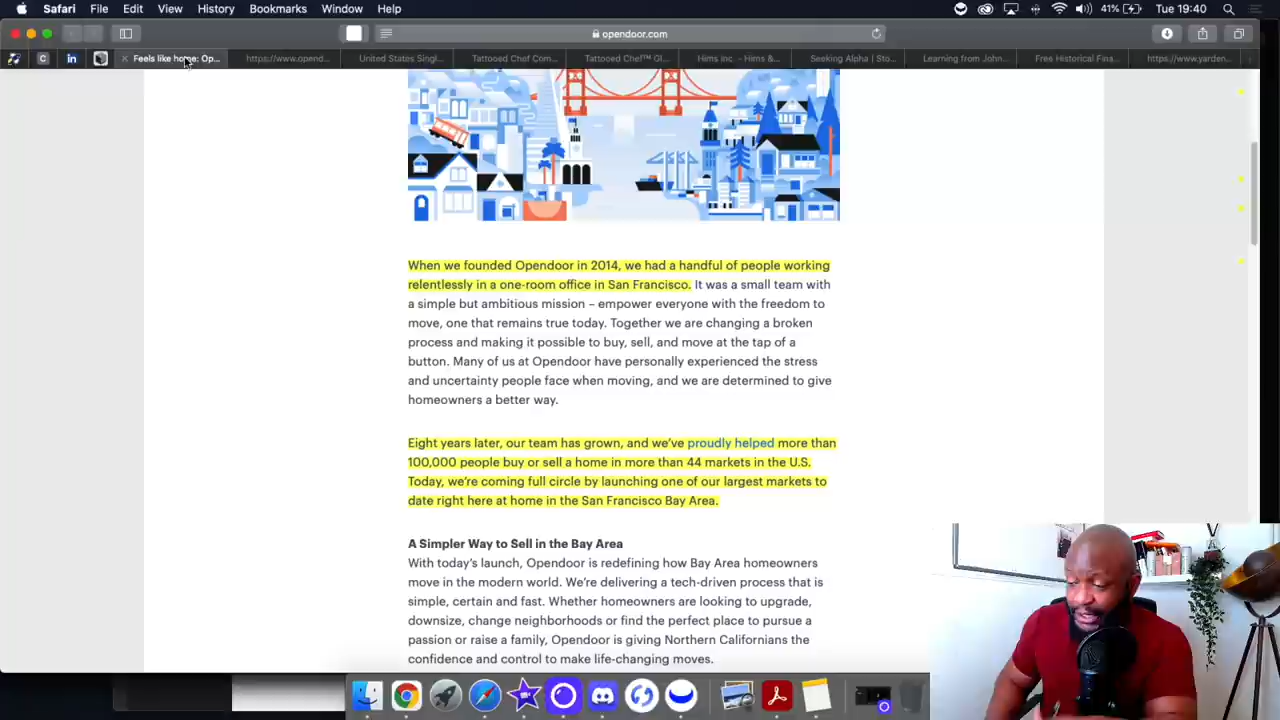 Safari File Edit View History Bookmarks Window Help 41% Tue 19:40
opendoor.com
C in Feels like home: Op... https://www.opend... United States Singl... Tattooed Chef Com... Tattooed Chef™ Gl... Hims inc - Hims &... Seeking Alpha | Sto... Learning from John... Free Historical Fina... https://www.yarden...
When we founded Opendoor in 2014, we had a handful of people working
relentlessly in a one-room office in San Francisco. It was a small team with
a simple but ambitious mission – empower everyone with the freedom to
move, one that remains true today. Together we are changing a broken
process and making it possible to buy, sell, and move at the tap of a
button. Many of us at Opendoor have personally experienced the stress
and uncertainty people face when moving, and we are determined to give
homeowners a better way.
Eight years later, our team has grown, and we've proudly helped more than
100,000 people buy or sell a home in more than 44 markets in the U.S.
Today, we're coming full circle by launching one of our largest markets to
date right here at home in the San Francisco Bay Area.
A Simpler Way to Sell in the Bay Area
With today's launch, Opendoor is redefining how Bay Area homeowners
move in the modern world. We're delivering a tech-driven process that is
simple, certain and fast. Whether homeowners are looking to upgrade,
downsize, change neighborhoods or find the perfect place to pursue a
passion or raise a family, Opendoor is giving Northern Californians the
confidence and control to make life-changing moves.